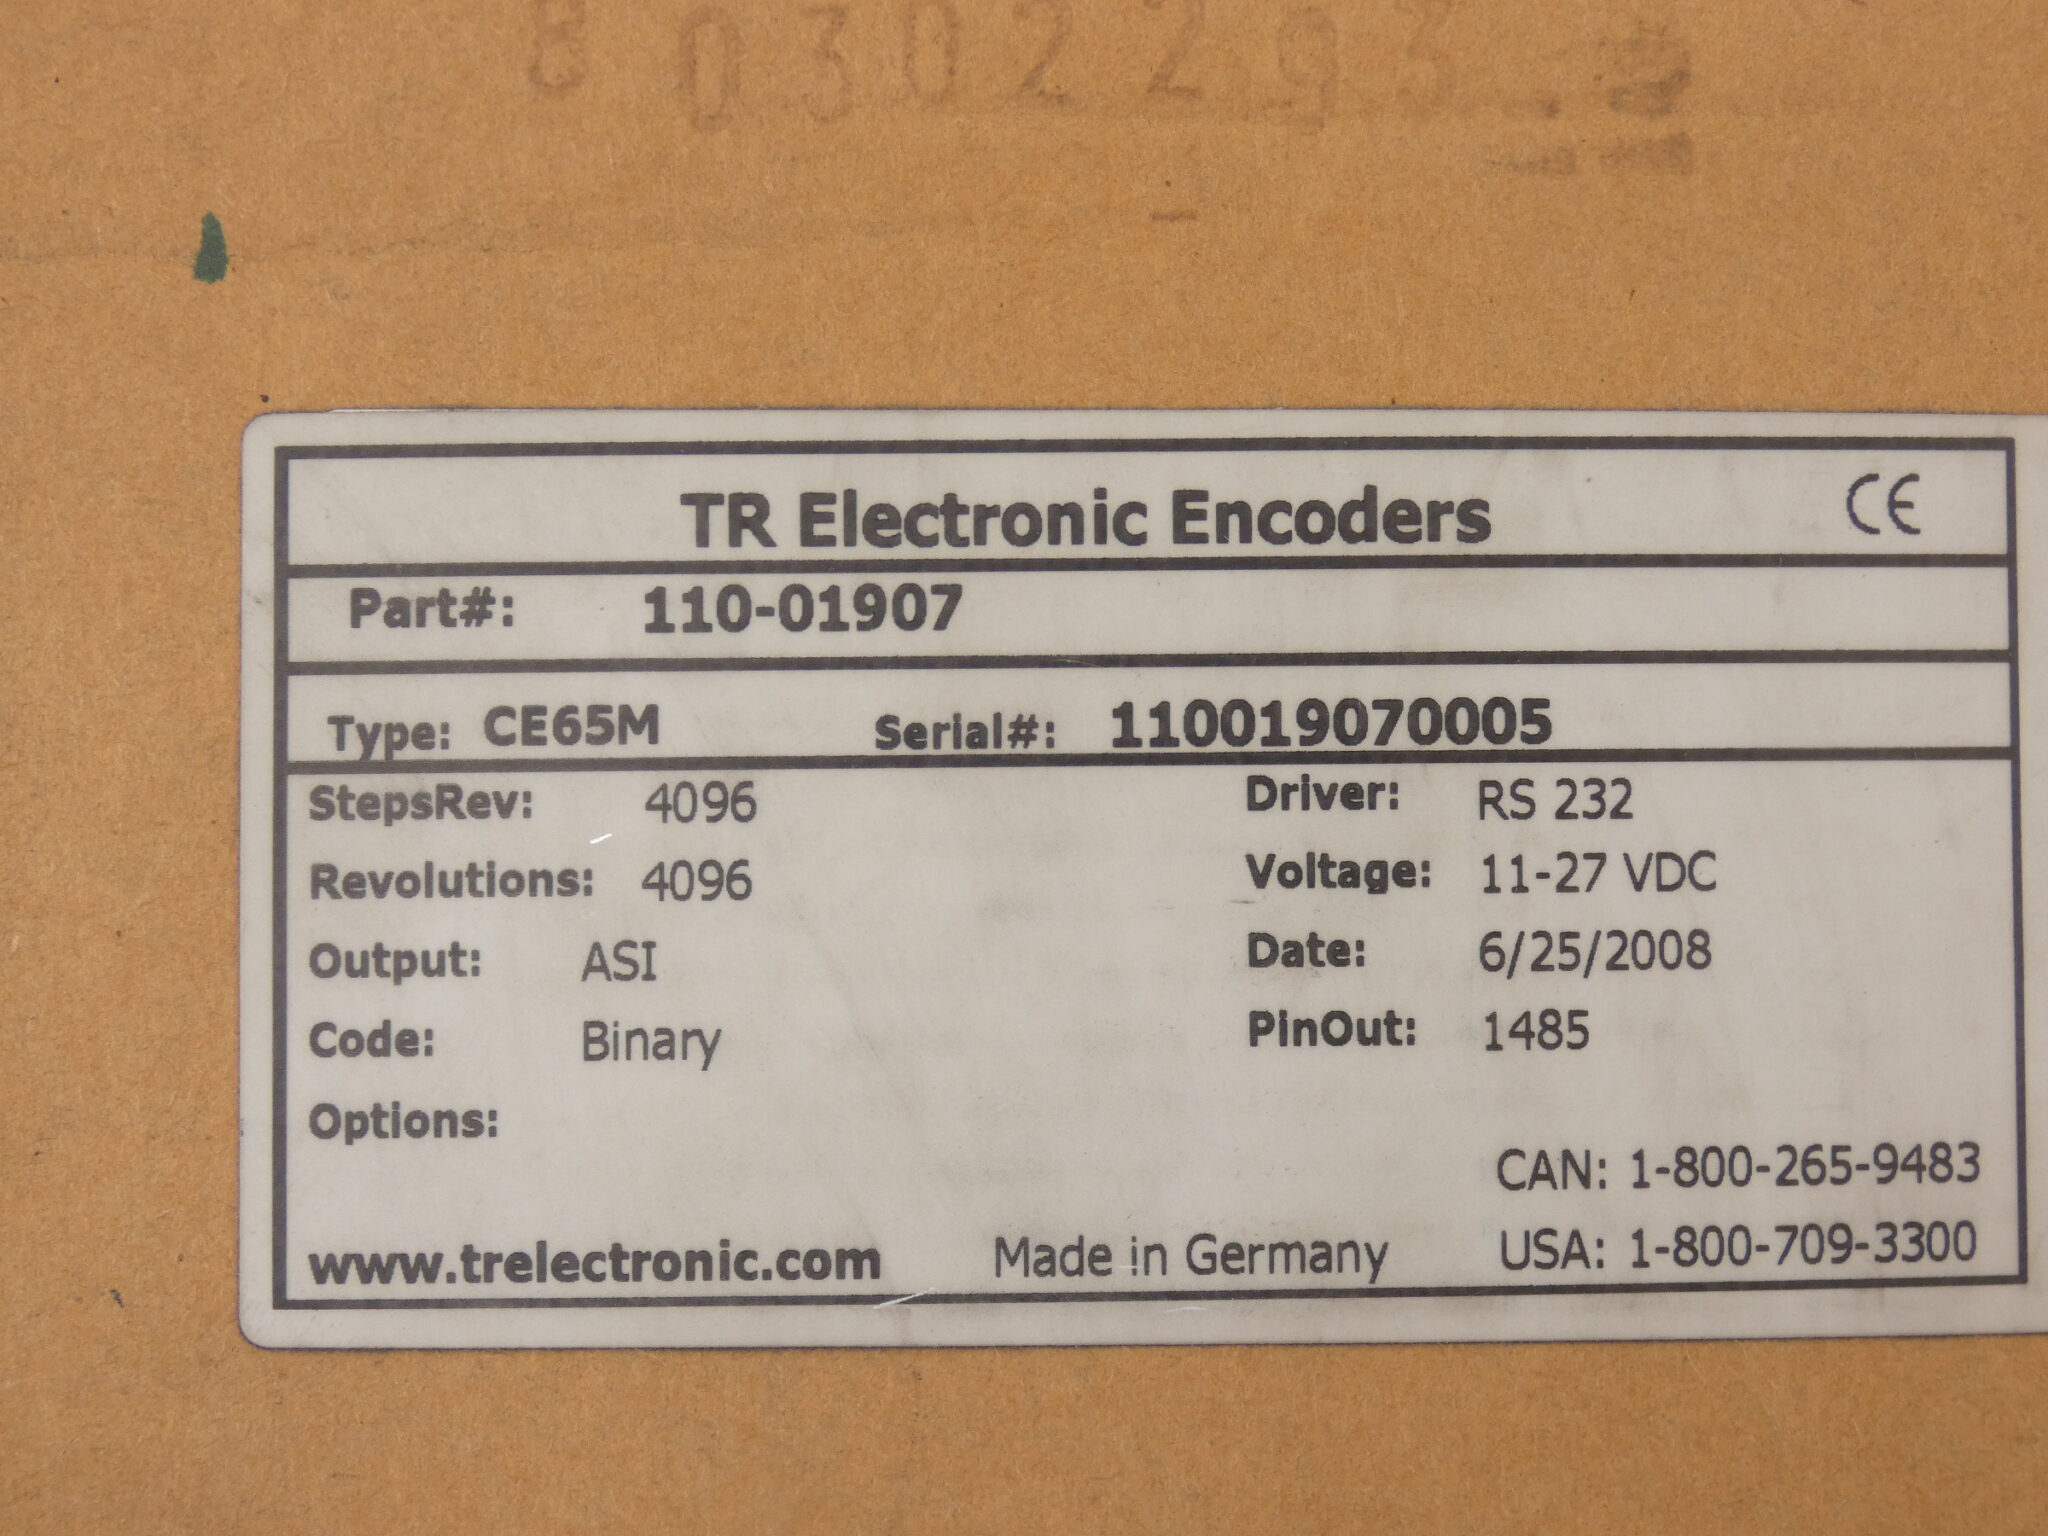 80302293
TR Electronic Encoders CE
Part#: 110-01907
Type: CE65M Serial#: 110019070005
StepsRev: 4096 Driver: RS 232
Revolutions: 4096 Voltage: 11-27 VDC
Output: ASI Date: 6/25/2008
Code: Binary PinOut: 1485
Options:
CAN: 1-800-265-9483
www.trelectronic.com Made in Germany USA: 1-800-709-3300